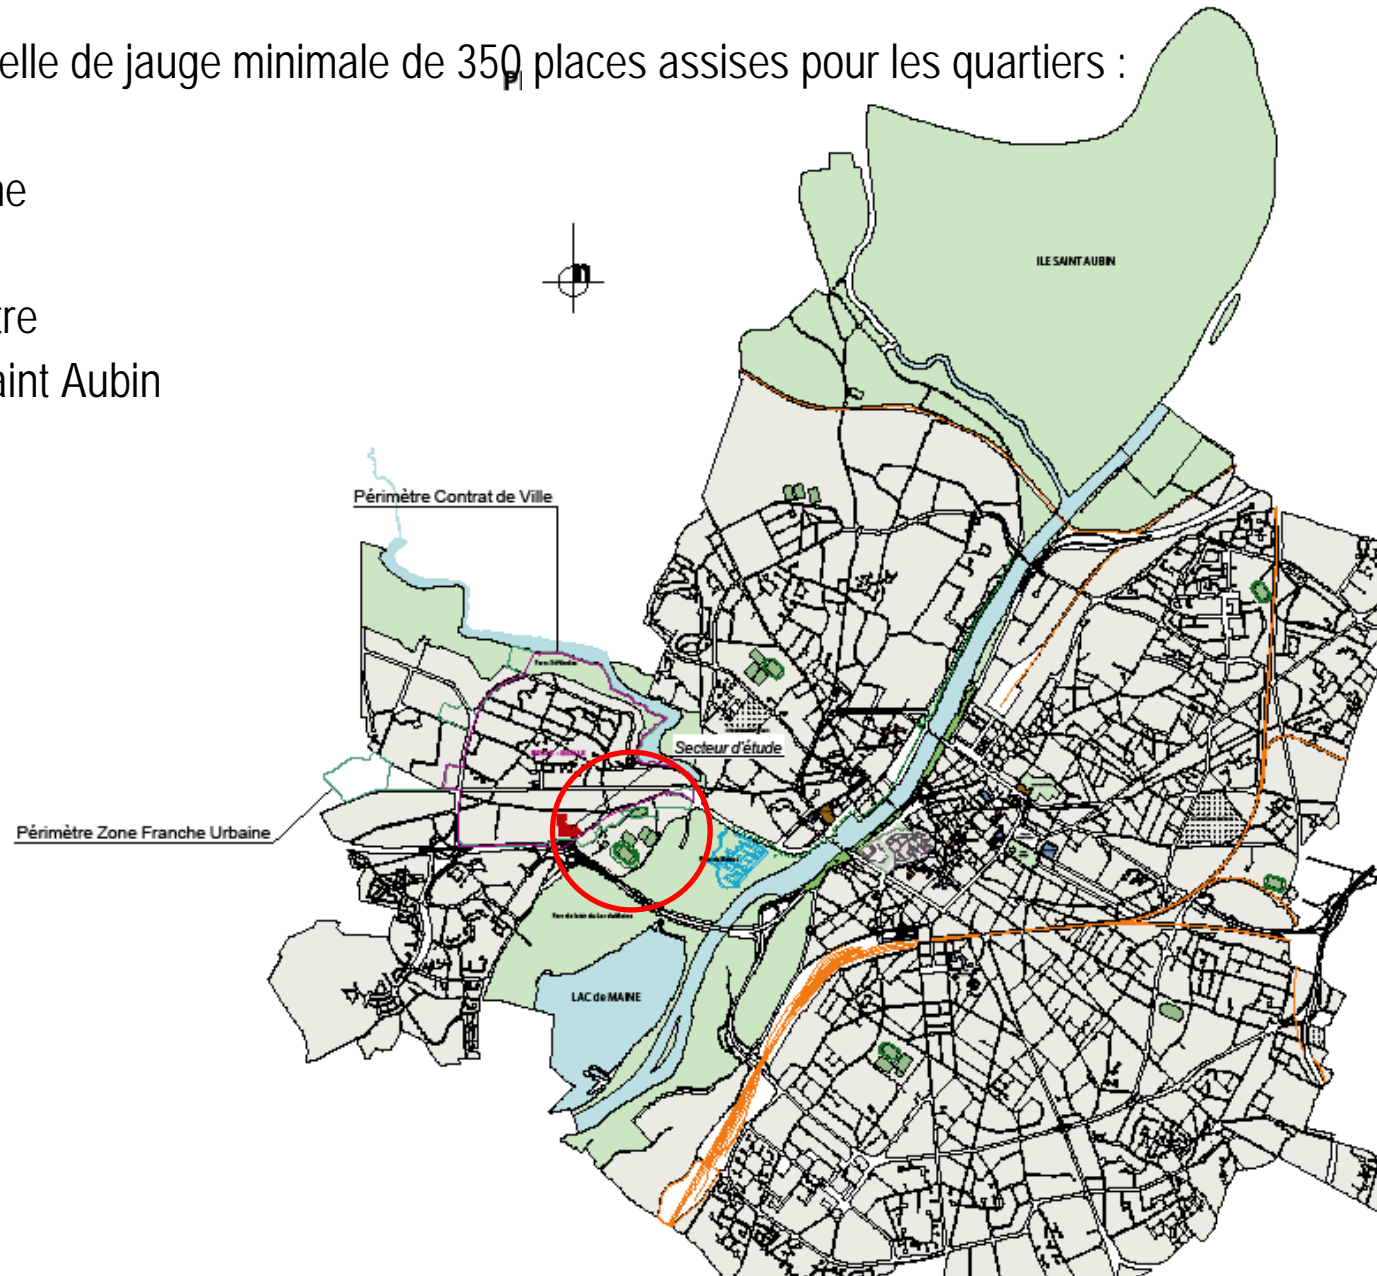 elle de jauge minimale de 350 places assises pour les quartiers :
Pl
ne
tre
aint Aubin
n
ILE SAINT AUBIN
Périmètre Contrat de Ville
Secteur d'étude
Périmètre Zone Franche Urbaine
LAC de MAINE